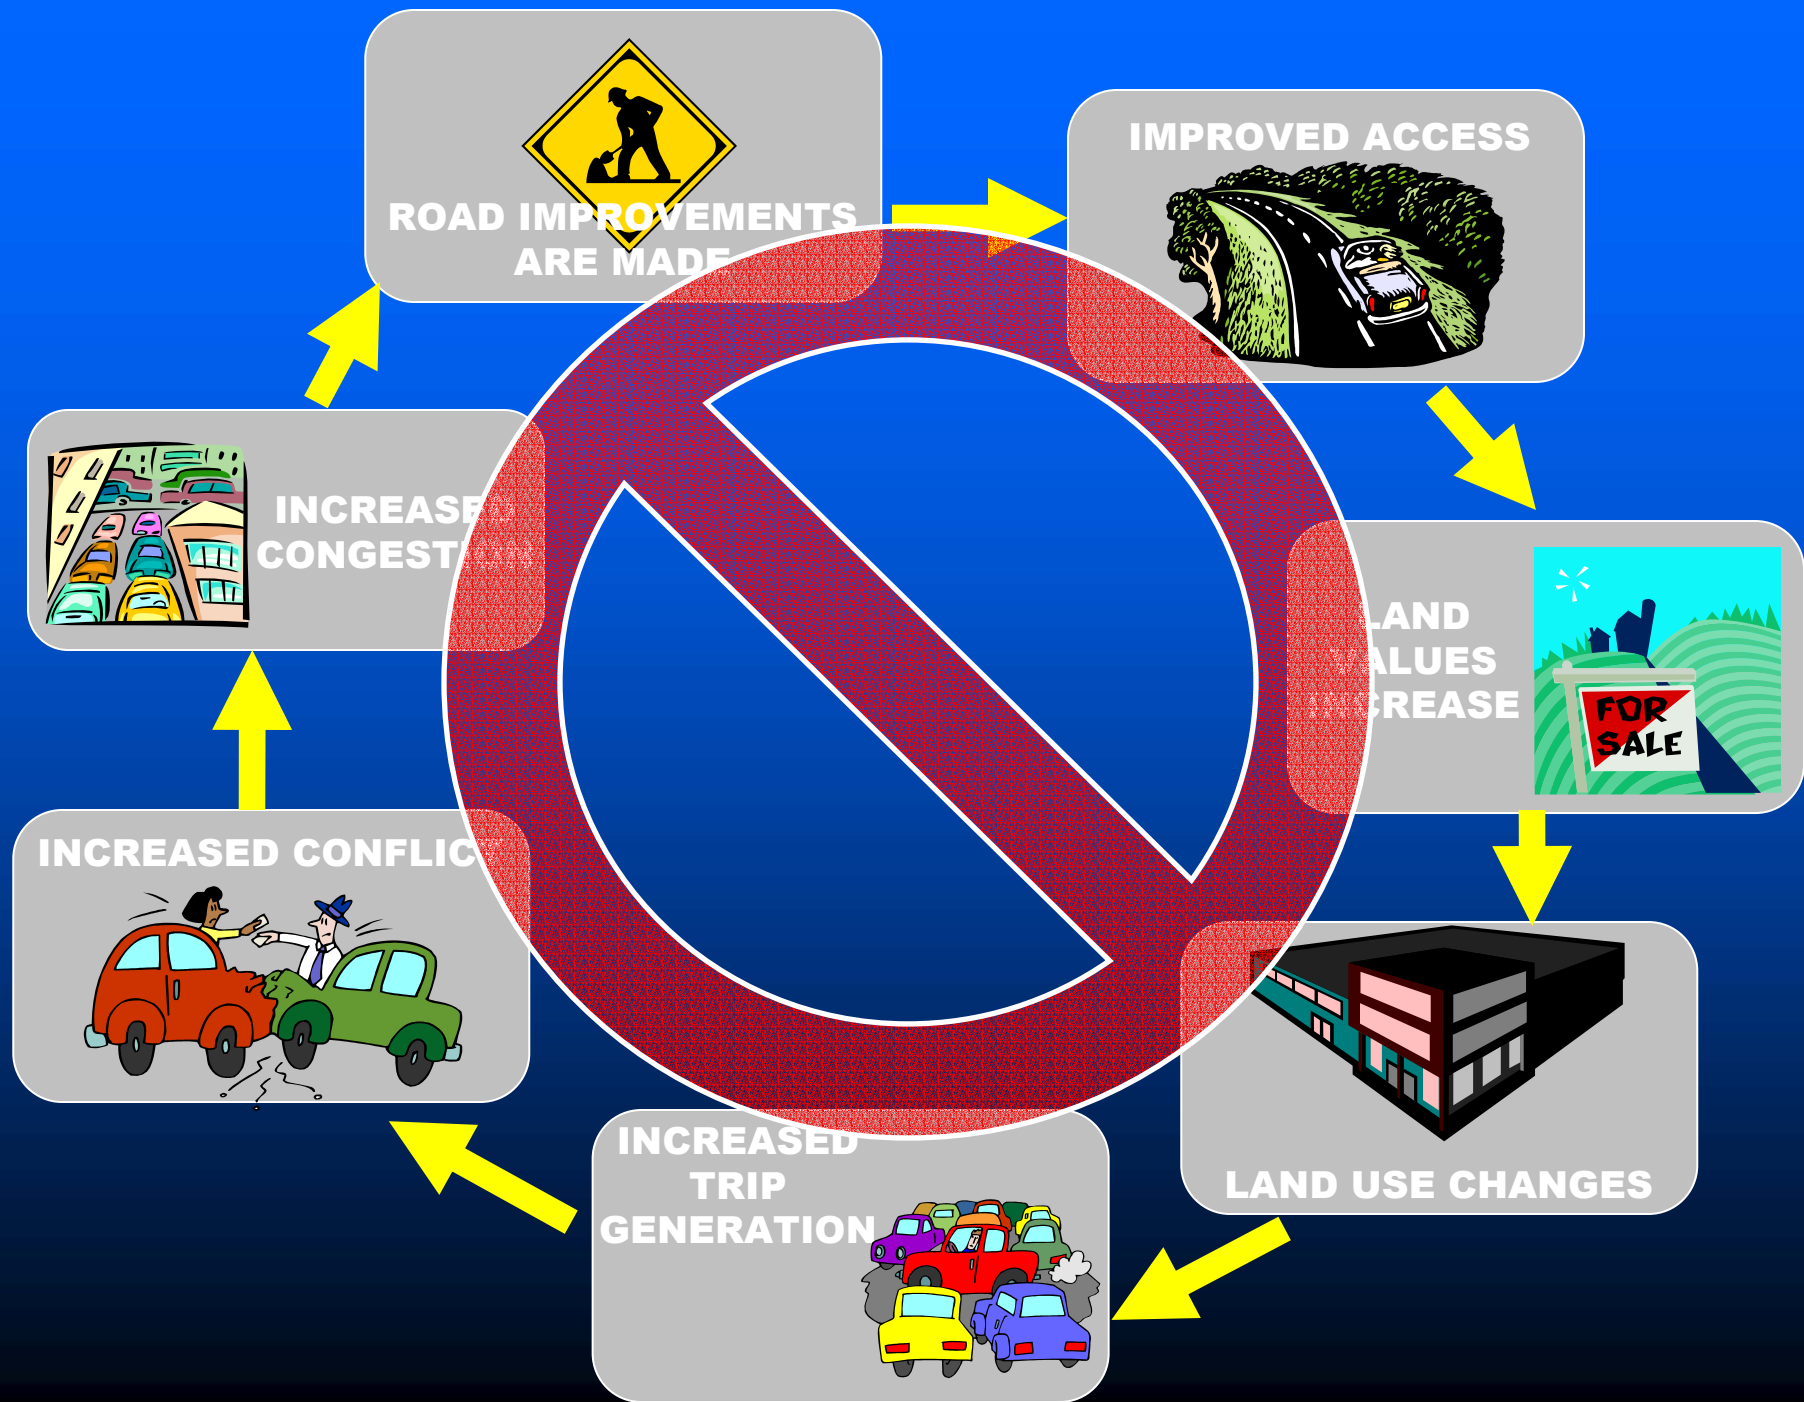 ROAD IMPROVEMENTS
ARE MADE
IMPROVED ACCESS
LAND
VALUES
INCREASE
FOR
SALE
LAND USE CHANGES
INCREASED
TRIP
GENERATION
INCREASED CONFLIC
INCREASED
CONGESTION